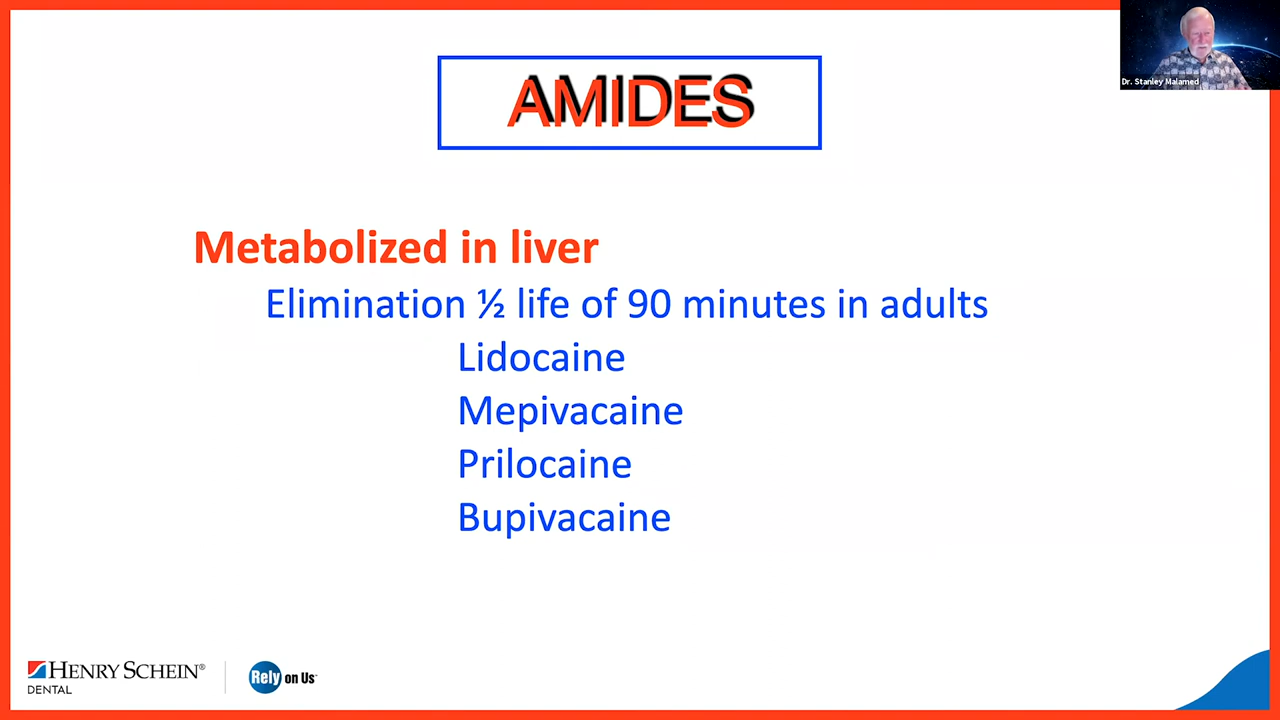 AMIDES
Dr. Stanley Malamed
Metabolized in liver
Elimination ½ life of 90 minutes in adults
Lidocaine
Mepivacaine
Prilocaine
Bupivacaine
HENRY SCHEIN®
DENTAL
Rely on Us™